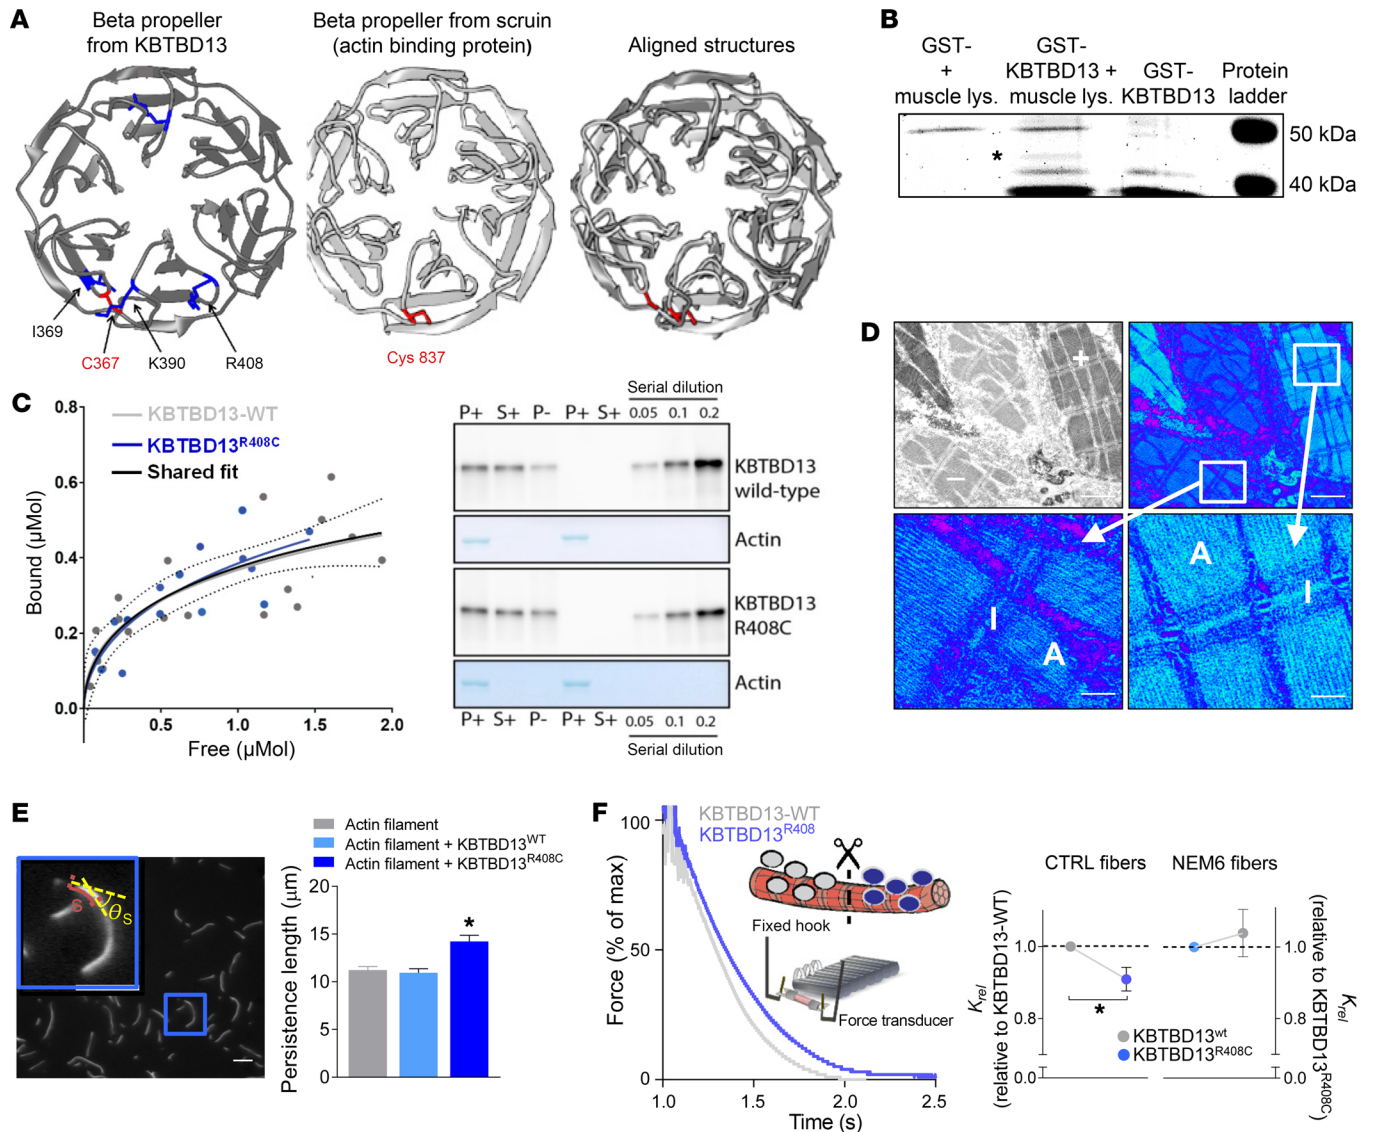 A
Beta propeller
from KBTBD13
Beta propeller from scruin
(actin binding protein)
Aligned structures
I369
C367
K390
R408
Cys 837
B
GST-
+
muscle lys.
GST-
KBTBD13 +
muscle lys.
GST-
KBTBD13
Protein
ladder
*
50 kDa
40 kDa
C
KBTBD13-WT
KBTBD13R408C
Shared fit
Bound (µMol)
0.8
0.6
0.4
0.2
0.0
0.5
1.0
1.5
2.0
Free (µMol)
Serial dilution
P+ S+ P- P+ S+ 0.05 0.1 0.2
KBTBD13
wild-type
Actin
KBTBD13
R408C
Actin
P+ S+ P- P+ S+ 0.05 0.1 0.2
Serial dilution
D
+
−
I
A
A
I
E
S
θS
Actin filament
Actin filament + KBTBD13WT
Actin filament + KBTBD13R408C
Persistence length (µm)
20
15
10
5
0
*
F
KBTBD13-WT
KBTBD13R408
Force (% of max)
100
50
0
1.0
1.5
2.0
2.5
Time (s)
Fixed hook
Force transducer
CTRL fibers
NEM6 fibers
Krel
(relative to KBTBD13-WT)
1.0
0.8
0.0
*
KBTBD13wt
KBTBD13R408C
1.0
0.8
0.0
Krel
(relative to KBTBD13R408C)